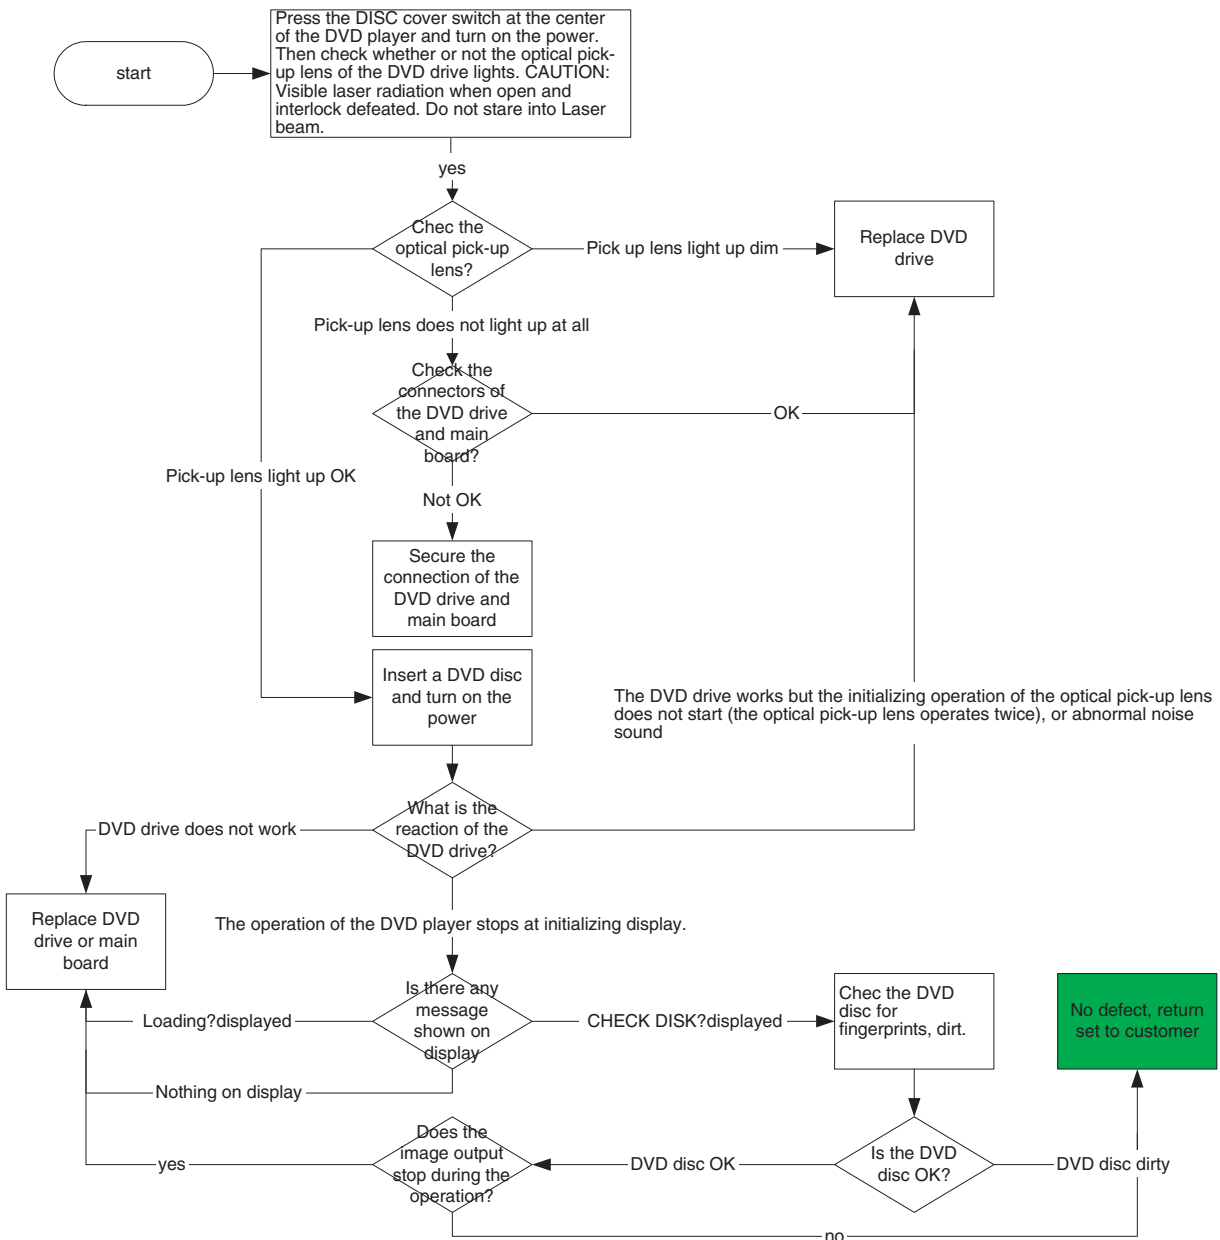 Press the DISC cover switch at the center
of the DVD player and turn on the power.
Then check whether or not the optical pick-
up lens of the DVD drive lights. CAUTION:
Visible laser radiation when open and
interlock defeated. Do not stare into Laser
beam.
start
yes
Chec the
optical pick-up
lens?
Pick up lens light up dim
Replace DVD
drive
Pick-up lens does not light up at all
Check the
connectors of
the DVD drive
and main
board?
OK
Pick-up lens light up OK
Not OK
Secure the
connection of the
DVD drive and
main board
Insert a DVD disc
and turn on the
power
The DVD drive works but the initializing operation of the optical pick-up lens
does not start (the optical pick-up lens operates twice), or abnormal noise
sound
What is the
reaction of the
DVD drive?
DVD drive does not work
Replace DVD
drive or main
board
The operation of the DVD player stops at initializing display.
Is there any
message
shown on
display
Loading?displayed
CHECK DISK?displayed
Chec the DVD
disc for
fingerprints, dirt.
No defect, return
set to customer
Nothing on display
Does the
image output
stop during the
operation?
yes
DVD disc OK
Is the DVD
disc OK?
DVD disc dirty
no